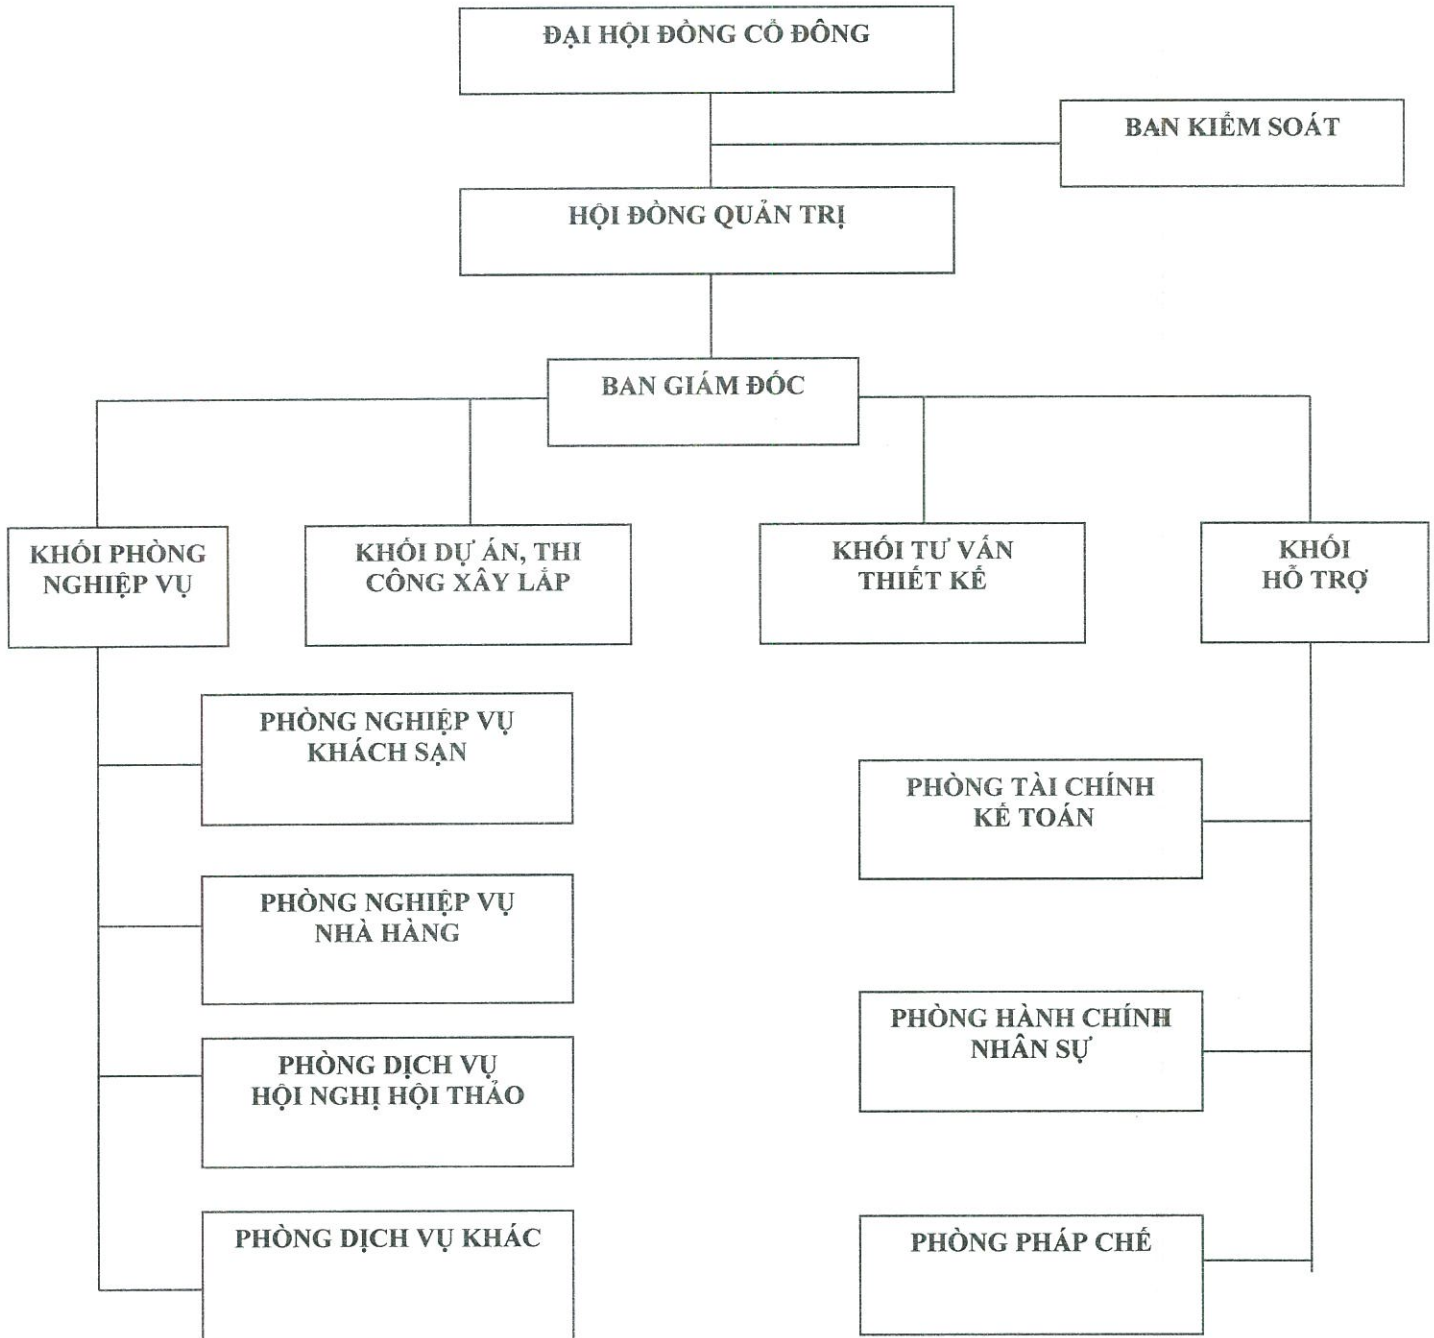 ĐẠI HỘI ĐỒNG CỔ ĐÔNG
BAN KIỂM SOÁT
HỘI ĐỒNG QUẢN TRỊ
BAN GIÁM ĐỐC
KHỐI PHÒNG
NGHIỆP VỤ
KHỐI DỰ ÁN, THI
CÔNG XÂY LẮP
KHỐI TƯ VẤN
THIẾT KẾ
KHỐI
HỖ TRỢ
PHÒNG NGHIỆP VỤ
KHÁCH SẠN
PHÒNG NGHIỆP VỤ
NHÀ HÀNG
PHÒNG DỊCH VỤ
HỘI NGHỊ HỘI THẢO
PHÒNG DỊCH VỤ KHÁC
PHÒNG TÀI CHÍNH
KẾ TOÁN
PHÒNG HÀNH CHÍNH
NHÂN SỰ
PHÒNG PHÁP CHẾ